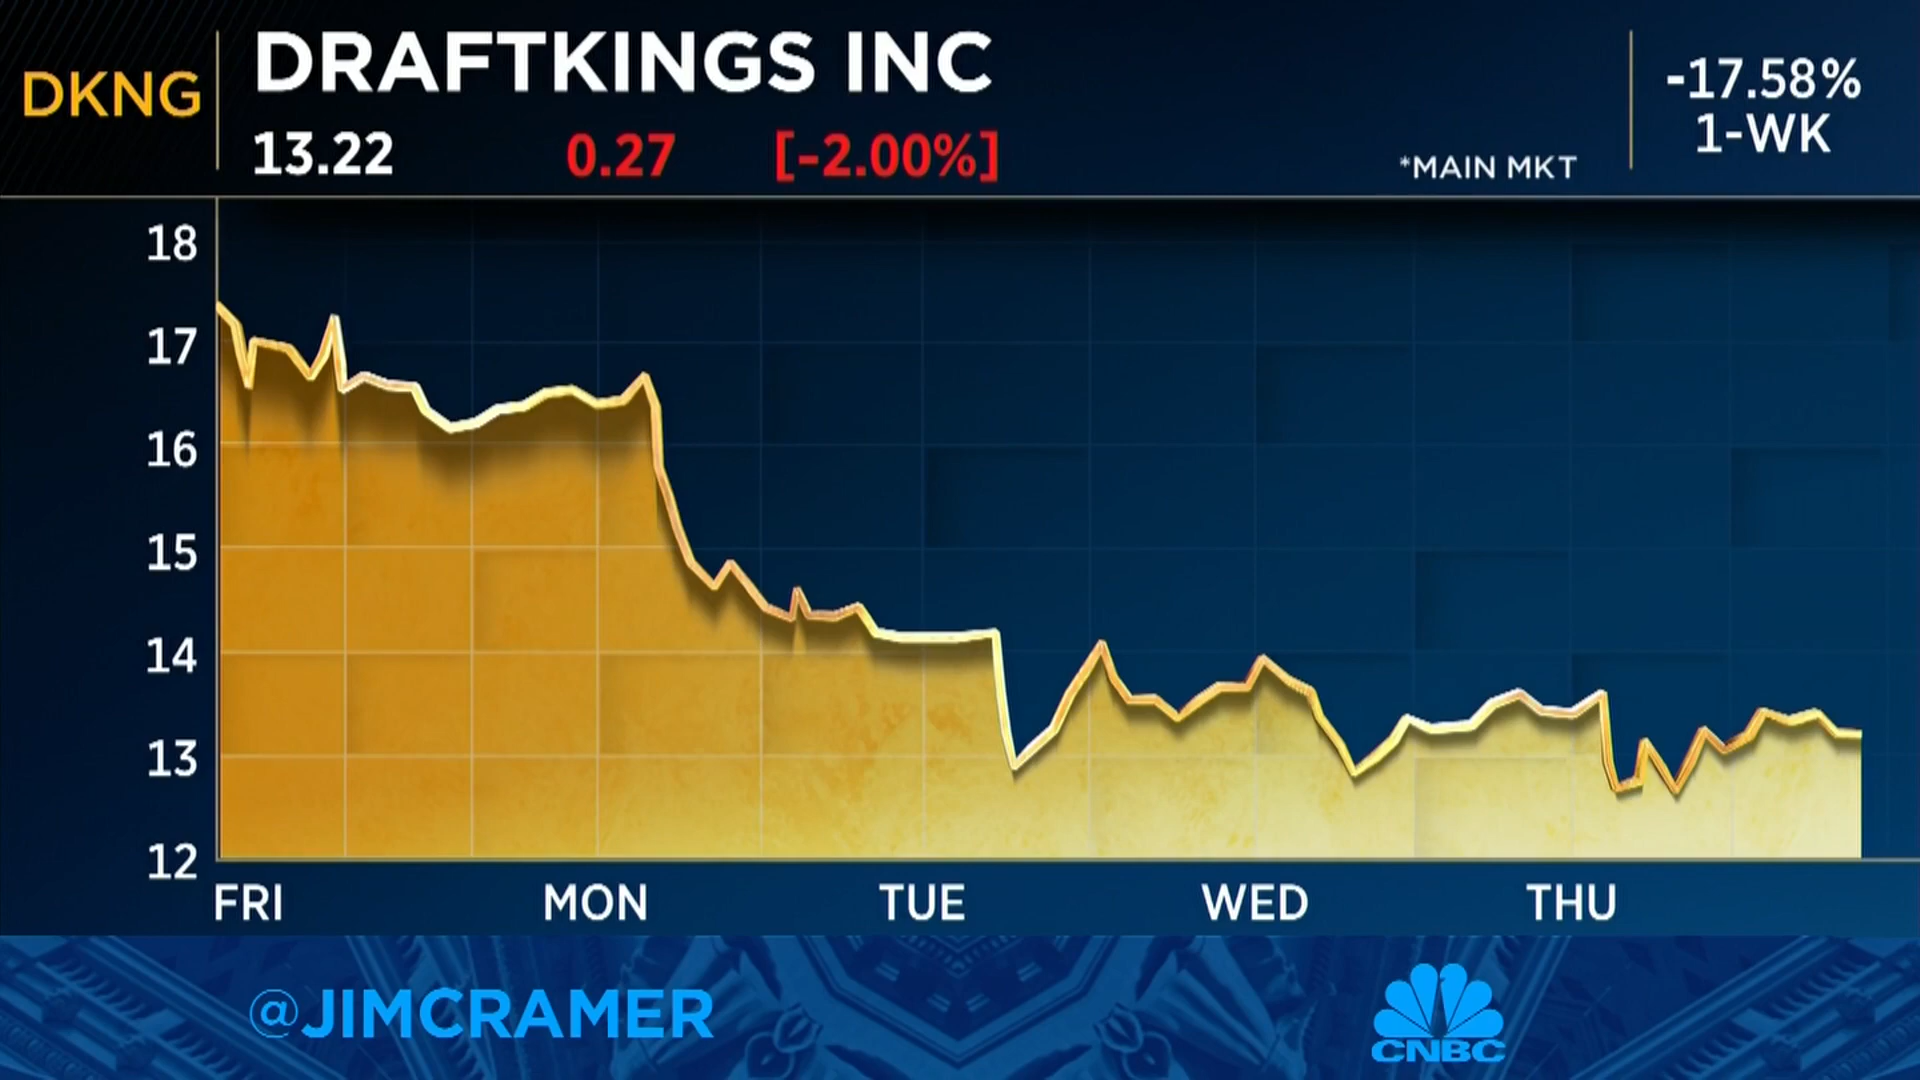 DKNG
DRAFTKINGS INC
13.22 0.27 [-2.00%]
*MAIN MKT
-17.58%
1-WK
18
17
16
15
14
13
12
FRI MON TUE WED THU
@JIMCRAMER
CNBC